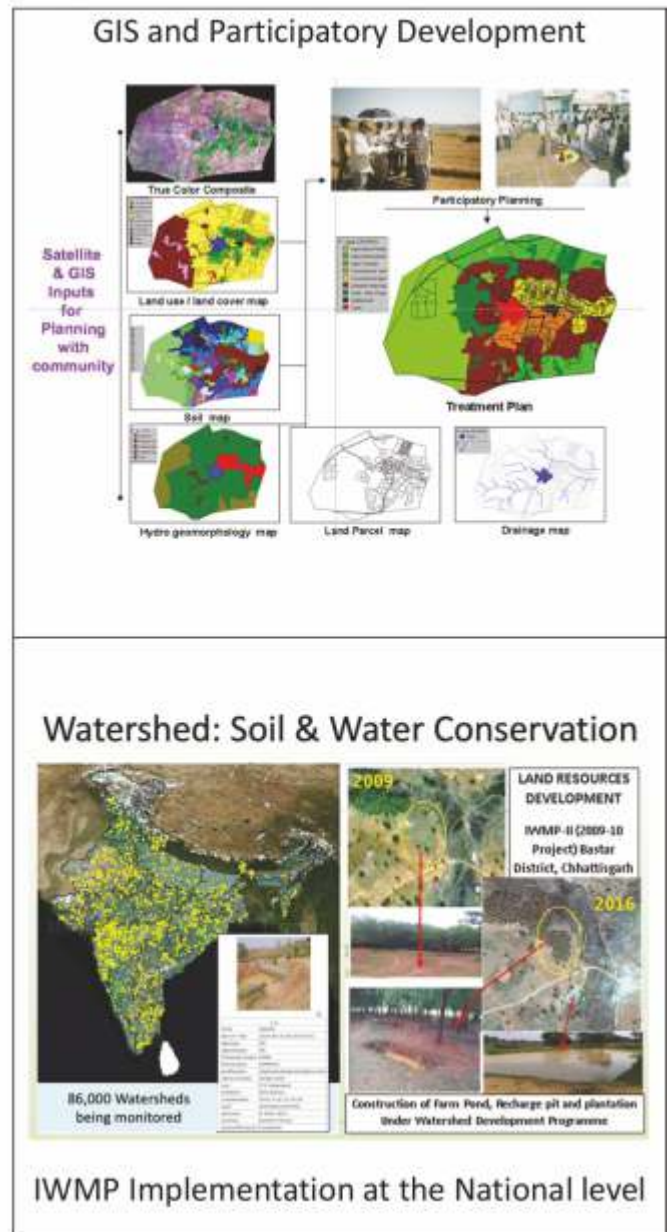 GIS and Participatory Development
True Color Composite
Participatory Planning
Land use / land cover map
Satellite
& GIS
Inputs
for
Planning
with
community
Soil map
Treatment Plan
Hydro geomorphology map
Land Parcel map
Drainage map
Watershed: Soil & Water Conservation
2009
LAND RESOURCES
DEVELOPMENT
IWMP-II (2009-10
Project) Bastar
District, Chhattisgarh
2016
86,000 Watersheds
being monitored
Construction of Farm Pond, Recharge pit and plantation
Under Watershed Development Programme
IWMP Implementation at the National level